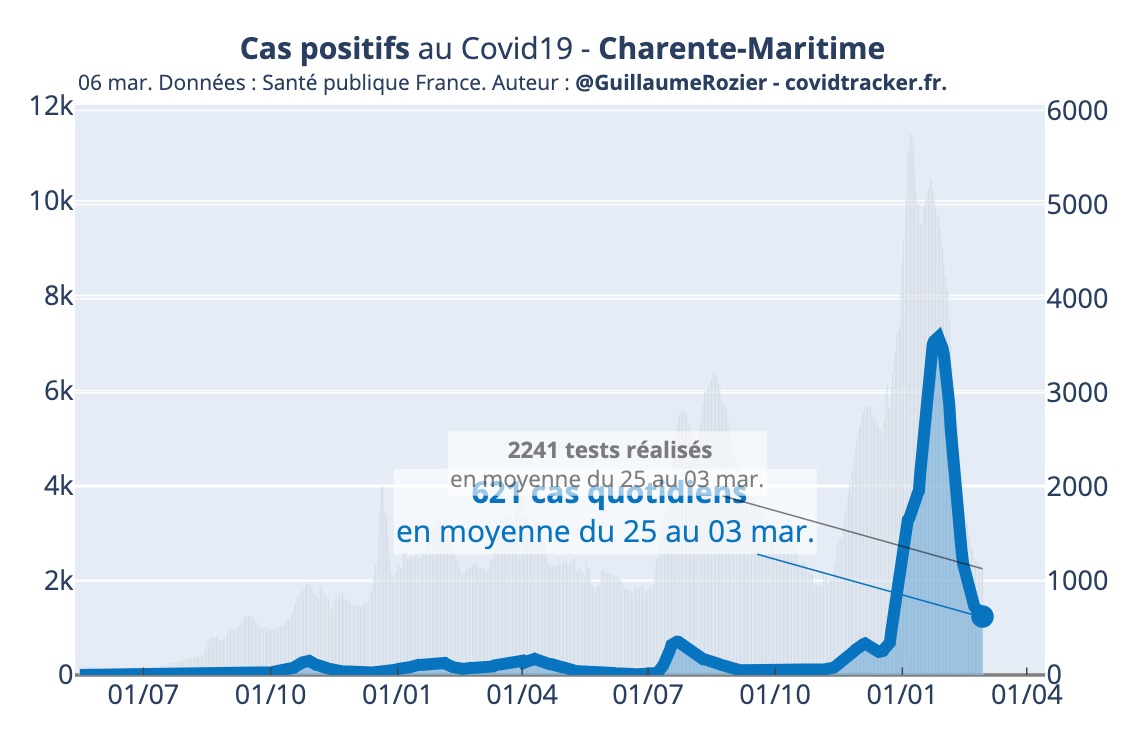 Cas positifs au Covid19 - Charente-Maritime
06 mar. Données : Santé publique France. Auteur : @GuillaumeRozier - covidtracker.fr.
12k
6000
10k
5000
8k
4000
6k
3000
2241 tests réalisés
en moyenne du 25 au 03 mar.
4k
621 cas quotidiens
2000
en moyenne du 25 au 03 mar.
2k
1000
0
0
01/07 01/10 01/01 01/04 01/07 01/10 01/01 01/04